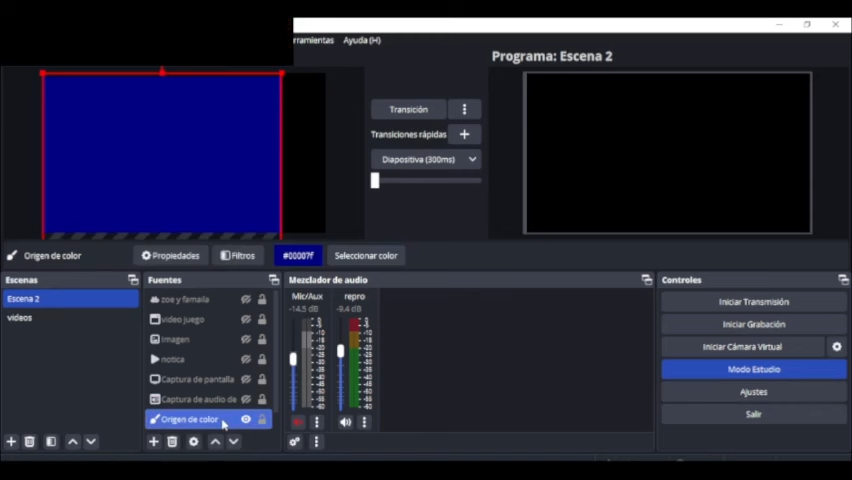 rramientas Ayuda (H)
Programa: Escena 2
Transición
Transiciones rápidas
Diapositiva (300ms)
Origen de color
Propiedades
Filtros
#00007f
Seleccionar color
Escenas
Fuentes
Mezclador de audio
Controles
Escena 2
videos
zoe y famaila
video juego
Imagen
notica
Captura de pantalla
Captura de audio de
Origen de color
Mic/Aux
-14.5 dB
repro
-9.4 dB
Iniciar Transmisión
Iniciar Grabación
Iniciar Cámara Virtual
Modo Estudio
Ajustes
Salir